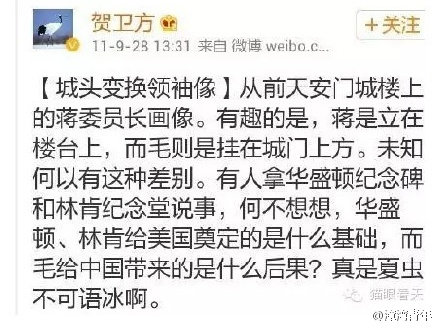 贺卫方
+关注
11-9-28 13:31 来自 微博 weibo.c...
【城头变换领袖像】从前天安门城楼上
的蒋委员长画像。有趣的是，蒋是立在
楼台上，而毛则是挂在城门上方。未知
何以有这种差别。有人拿华盛顿纪念碑
和林肯纪念堂说事，何不想想，华盛
顿、林肯给美国奠定的是什么基础，而
毛给中国带来的是什么后果？真是夏虫
不可语冰啊。
猫眼看天